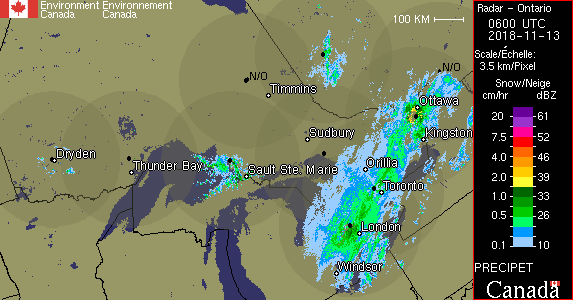 Environment Environnement
Canada Canada
100 KM
N/O
N/O
Timmins
Ottawa
Sudbury
Kingston
Dryden
Thunder Bay
Sault Ste. Marie
Orillia
Toronto
London
Windsor
Radar - Ontario
0600 UTC
2018-11-13
Scale/Échelle:
3.5 km/Pixel
Snow/Neige
cm/hr dBZ
20 61
7.5 52
4.0 46
2.0 39
1.0 33
0.5 26
0.1 10
PRECIPET
Canada